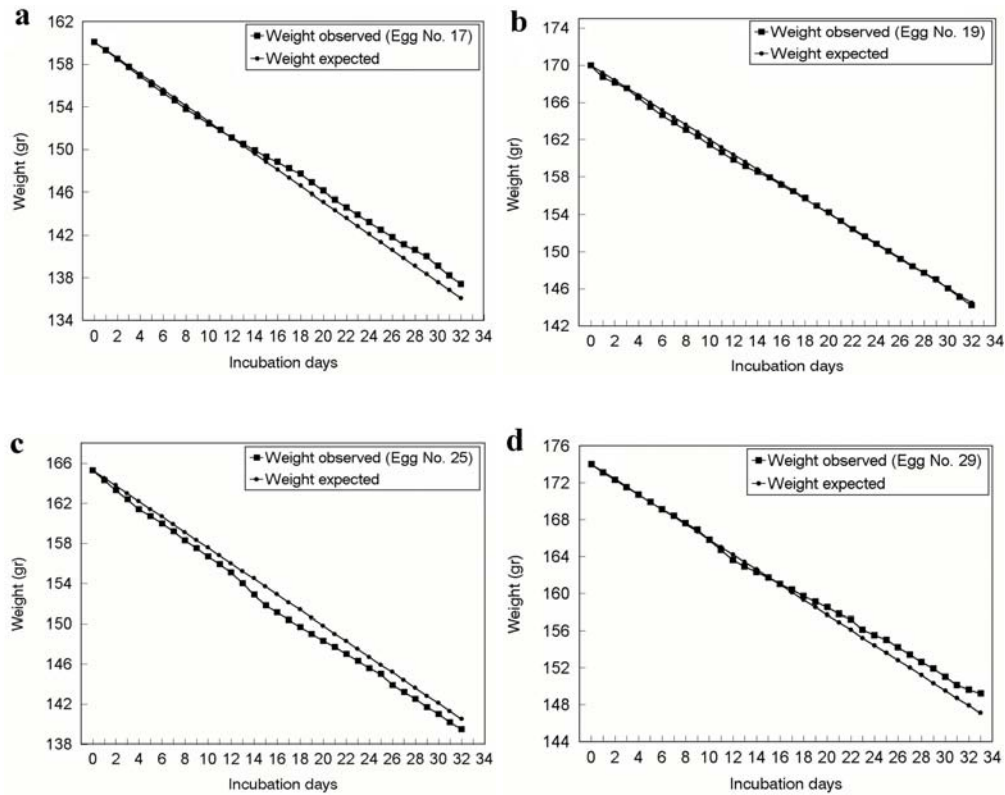 a
Weight (gr)
162
158
154
150
146
142
138
134
Weight observed (Egg No. 17)
Weight expected
0 2 4 6 8 10 12 14 16 18 20 22 24 26 28 30 32 34
Incubation days
b
Weight (gr)
174
170
166
162
158
154
150
146
142
Weight observed (Egg No. 19)
Weight expected
0 2 4 6 8 10 12 14 16 18 20 22 24 26 28 30 32 34
Incubation days
c
Weight (gr)
166
162
158
154
150
146
142
138
Weight observed (Egg No. 25)
Weight expected
0 2 4 6 8 10 12 14 16 18 20 22 24 26 28 30 32 34
Incubation days
d
Weight (gr)
176
172
168
164
160
156
152
148
144
Weight observed (Egg No. 29)
Weight expected
0 2 4 6 8 10 12 14 16 18 20 22 24 26 28 30 32 34
Incubation days